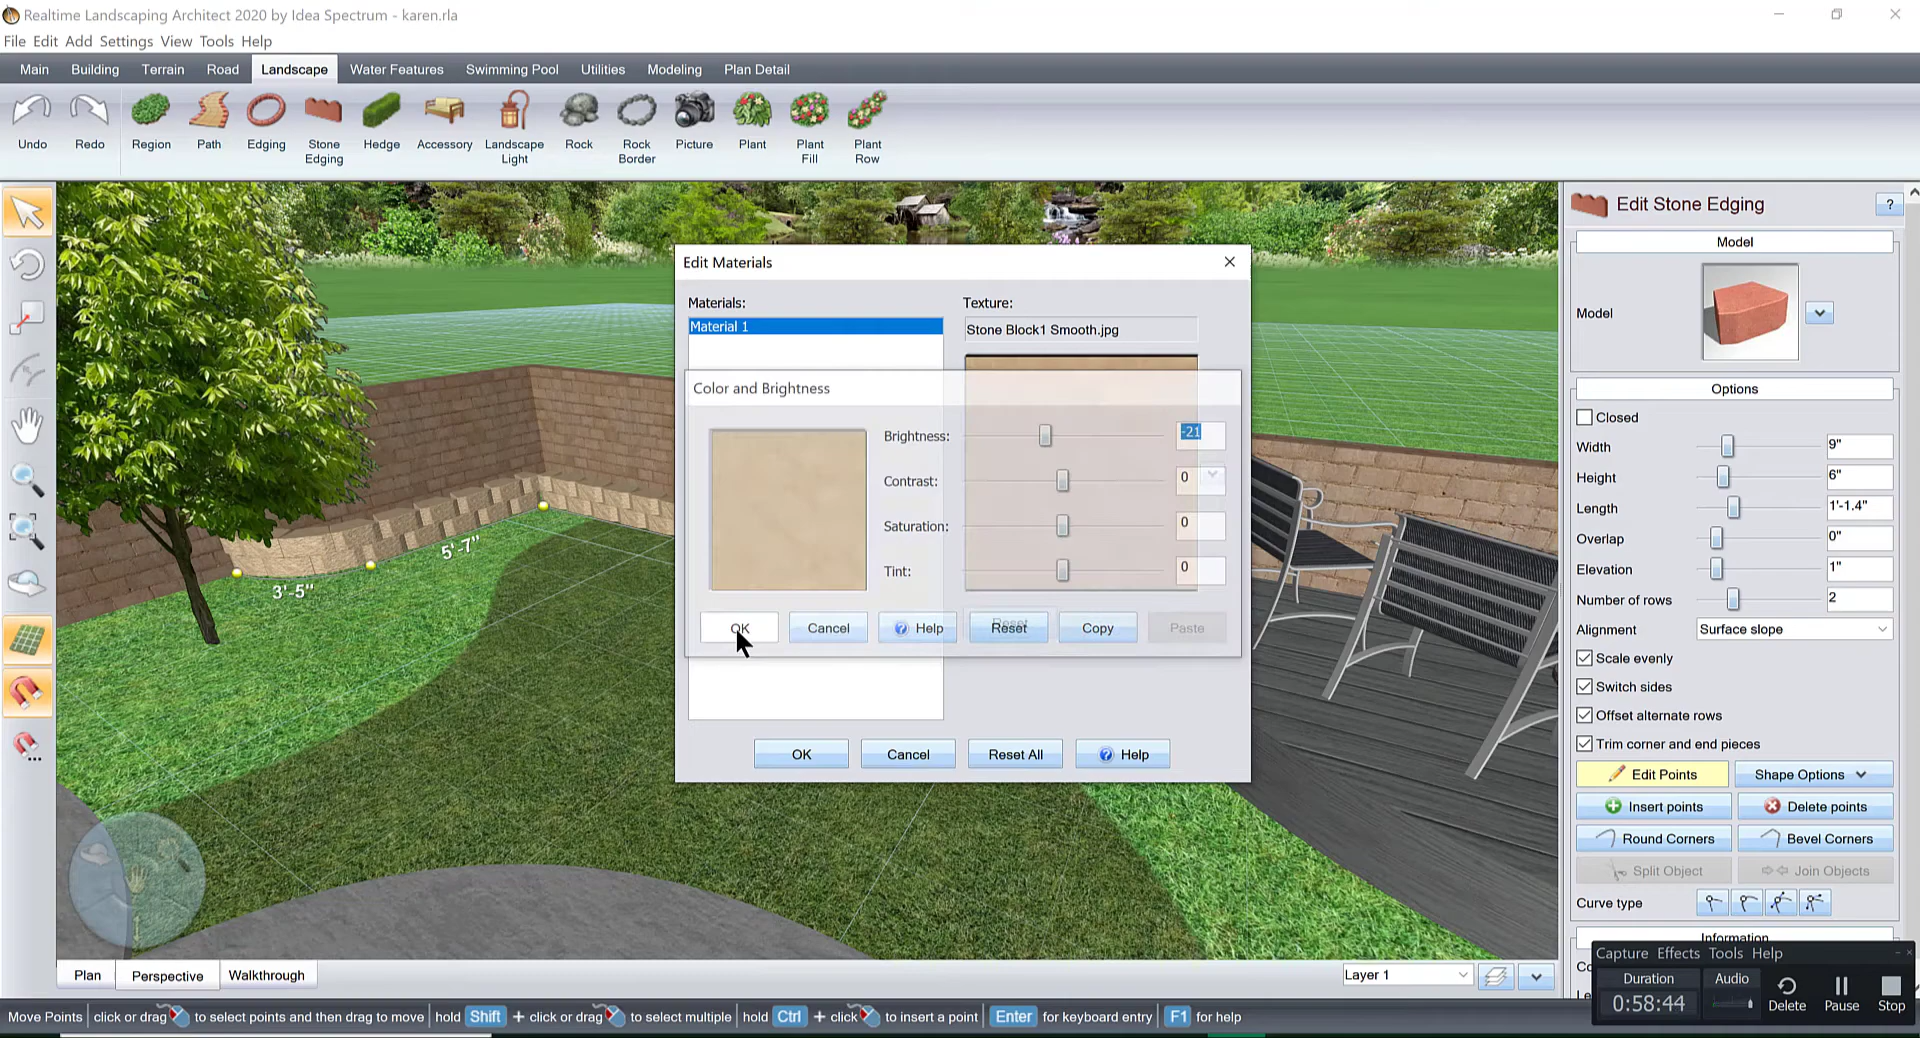 Realtime Landscaping Architect 2020 by Idea Spectrum - karen.rla
File Edit Add Settings View Tools Help
Main Building Terrain Road Landscape Water Features Swimming Pool Utilities Modeling Plan Detail
Undo Redo Region Path Edging Stone Edging Hedge Accessory Landscape Light Rock Rock Border Picture Plant Plant Fill Plant Row
Edit Stone Edging
?
Model
Model
Options
Closed
Width 9"
Height 6"
Length 1'-1.4"
Overlap 0"
Elevation 1"
Number of rows 2
Alignment Surface slope
Scale evenly
Switch sides
Offset alternate rows
Trim corner and end pieces
Edit Points Shape Options
Insert points Delete points
Round Corners Bevel Corners
Split Object Join Objects
Curve type
Information
Edit Materials
Materials: Texture:
Material 1 Stone Block1 Smooth.jpg
Color and Brightness
Brightness: -21
Contrast: 0
Saturation: 0
Tint: 0
OK Cancel Help Reset Copy Paste
OK Cancel Reset All Help
5'-7"
3'-5"
Plan Perspective Walkthrough
Layer 1
Capture Effects Tools Help
Duration Audio
0:58:44 Delete Pause Stop
Move Points click or drag to select points and then drag to move hold Shift + click or drag to select multiple hold Ctrl + click to insert a point Enter for keyboard entry F1 for help